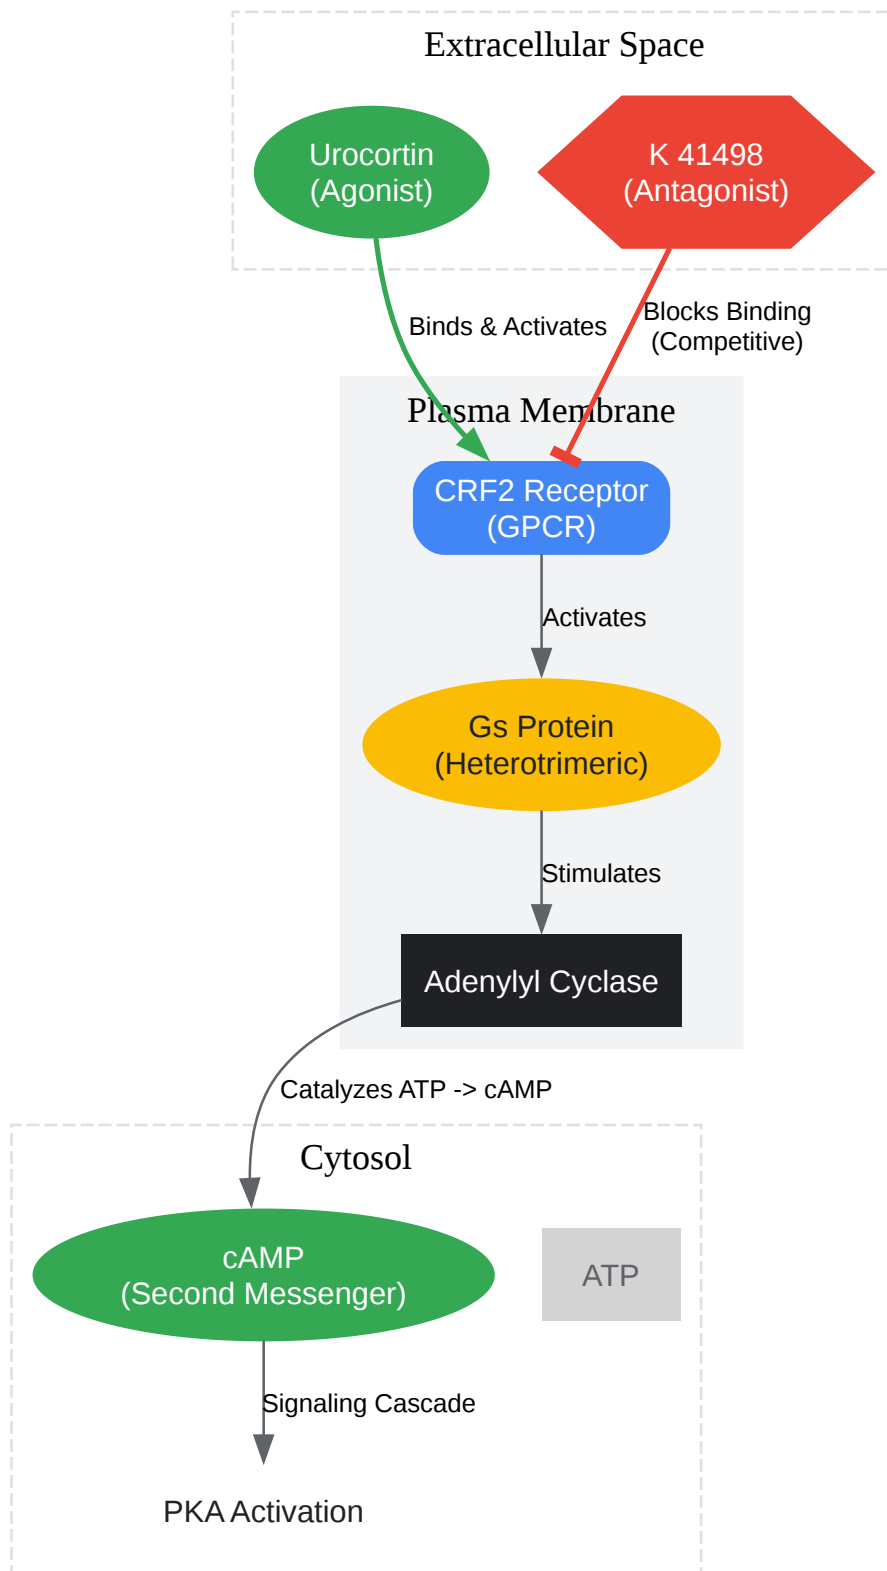 Extracellular Space
Urocortin
(Agonist)
K 41498
(Antagonist)
Binds & Activates
Blocks Binding
(Competitive)
Plasma Membrane
CRF2 Receptor
(GPCR)
Activates
Gs Protein
(Heterotrimeric)
Stimulates
Adenylyl Cyclase
Catalyzes ATP -> cAMP
Cytosol
cAMP
(Second Messenger)
ATP
Signaling Cascade
PKA Activation